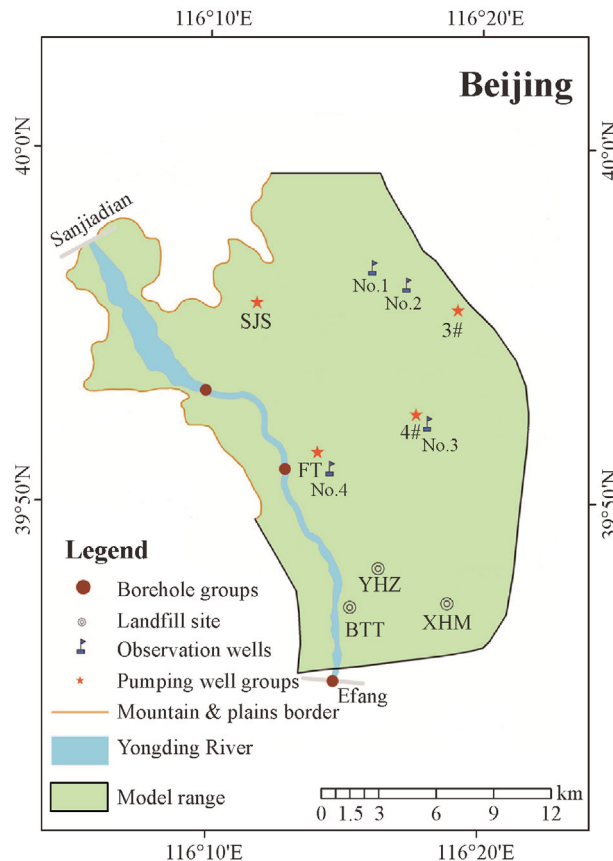 116°10'E 116°20'E
Beijing
40°0'N 40°0'N
Sanjiadian
No.1
No.2
SJS
3#
4#
No.3
FT
No.4
39°50'N 39°50'N
YHZ
BTT XHM
Efang
Legend
Borehole groups
Landfill site
Observation wells
Pumping well groups
Mountain & plains border
Yongding River
Model range
km
0 1.5 3 6 9 12
116°10'E 116°20'E